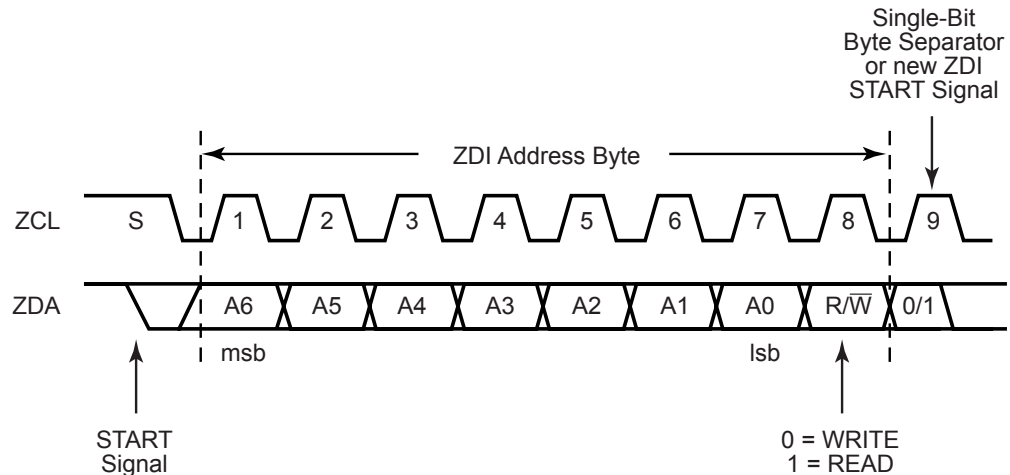 Single-Bit
Byte Separator
or new ZDI
START Signal
ZDI Address Byte
ZCL S 1 2 3 4 5 6 7 8 9
ZDA A6 A5 A4 A3 A2 A1 A0 R/W̅ 0/1
msb lsb
START
Signal
0 = WRITE
1 = READ